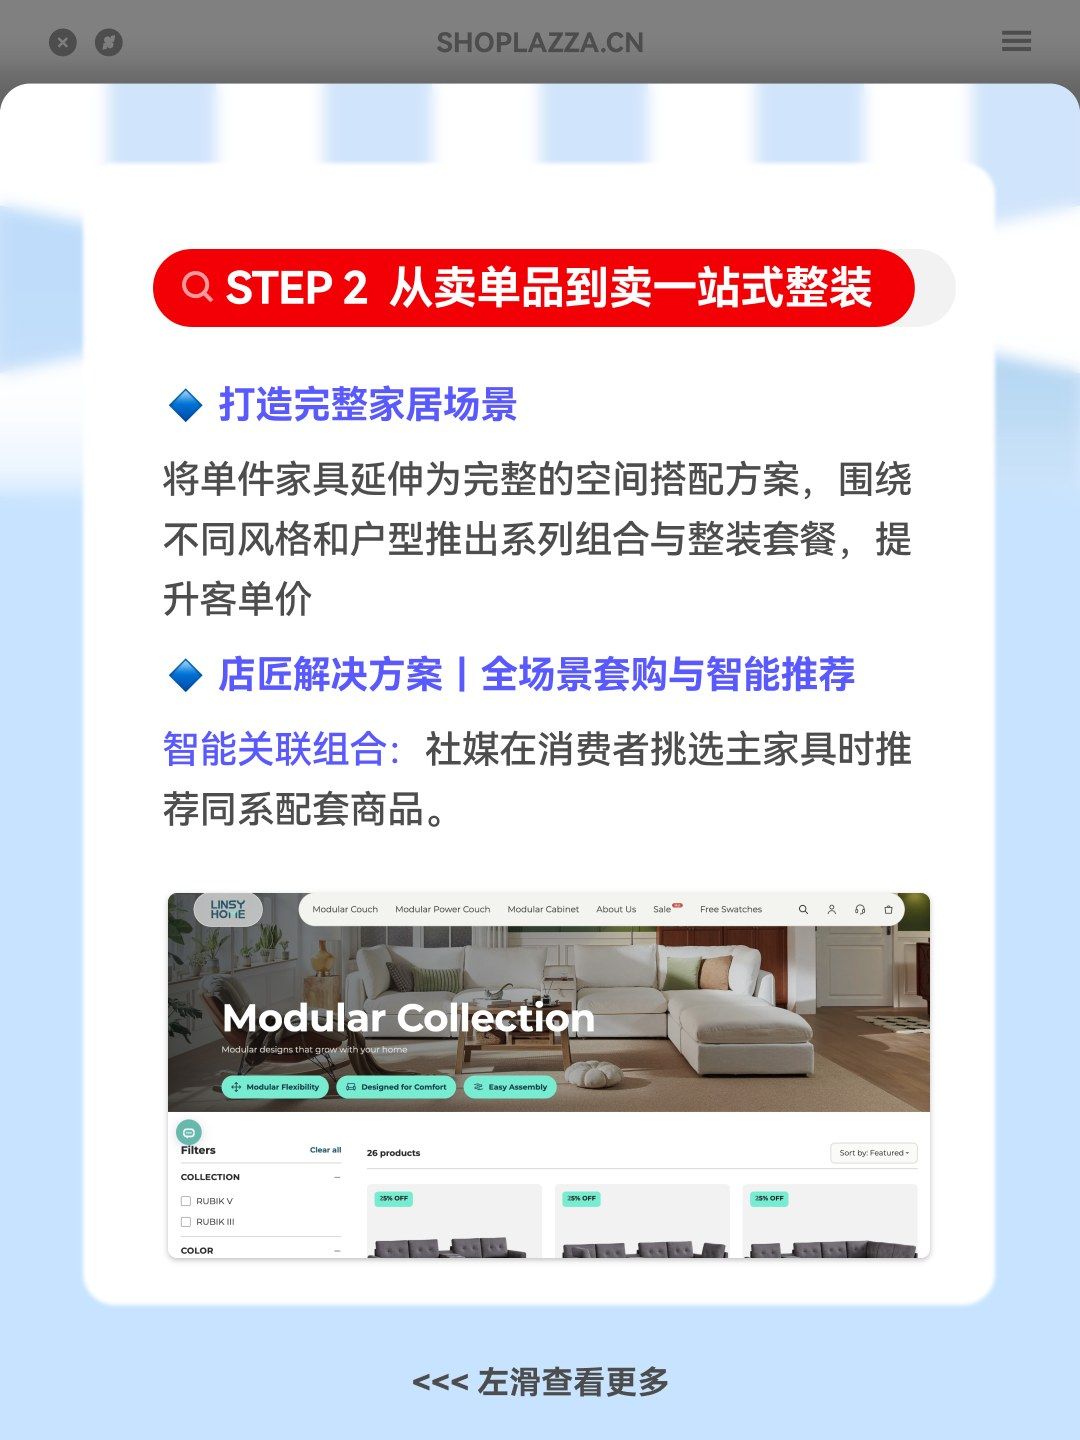 SHOPLAZZA.CN
STEP 2 从卖单品到卖一站式整装
打造完整家居场景
将单件家具延伸为完整的空间搭配方案，围绕
不同风格和户型推出系列组合与整装套餐，提
升客单价
店匠解决方案丨全场景套购与智能推荐
智能关联组合：社媒在消费者挑选主家具时推
荐同系配套商品。
LINSY
HOME
Modular Couch Modular Power Couch Modular Cabinet About Us Sale Free Swatches
Modular Collection
Modular designs that grow with your home
Modular Flexibility Designed for Comfort Easy Assembly
Filters Clear all
26 products Sort by: Featured
COLLECTION
RUBIK V
RUBIK III
COLOR
25% OFF 25% OFF 25% OFF
<<< 左滑查看更多